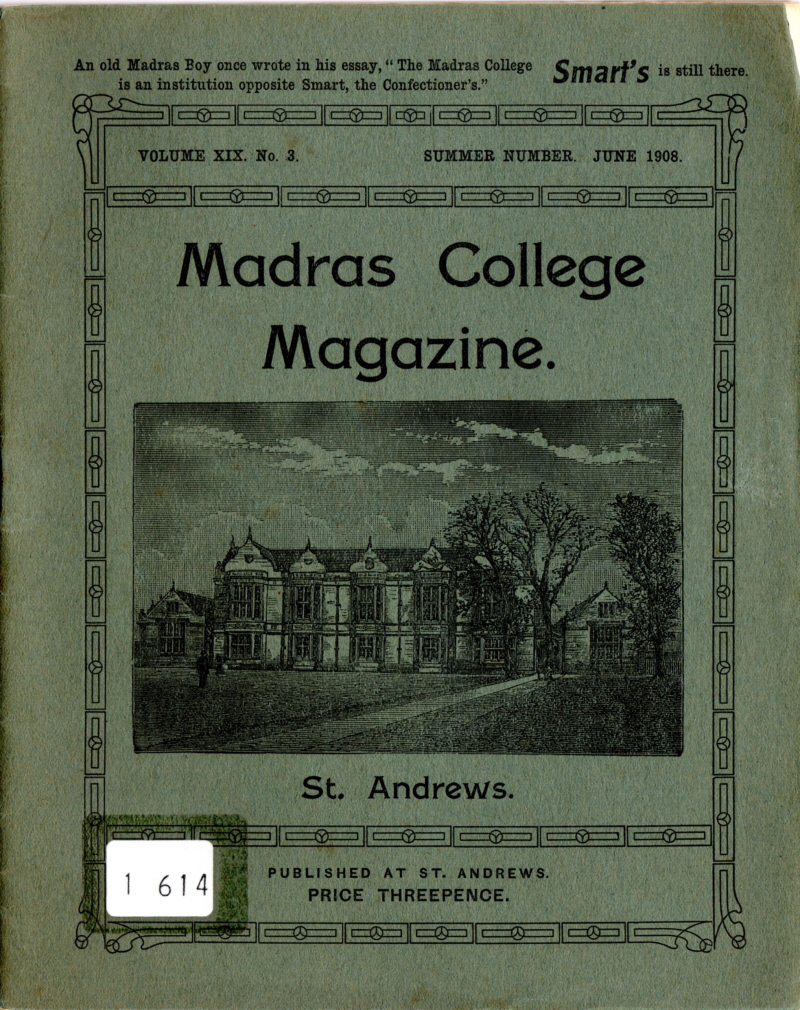 An old Madras Boy once wrote in his essay, "The Madras College
is an institution opposite Smart, the Confectioner's."
Smart's is still there.
VOLUME XIX. No. 3.
SUMMER NUMBER. JUNE 1908.
Madras College
Magazine.
St. Andrews.
PUBLISHED AT ST. ANDREWS.
PRICE THREEPENCE.
1 614